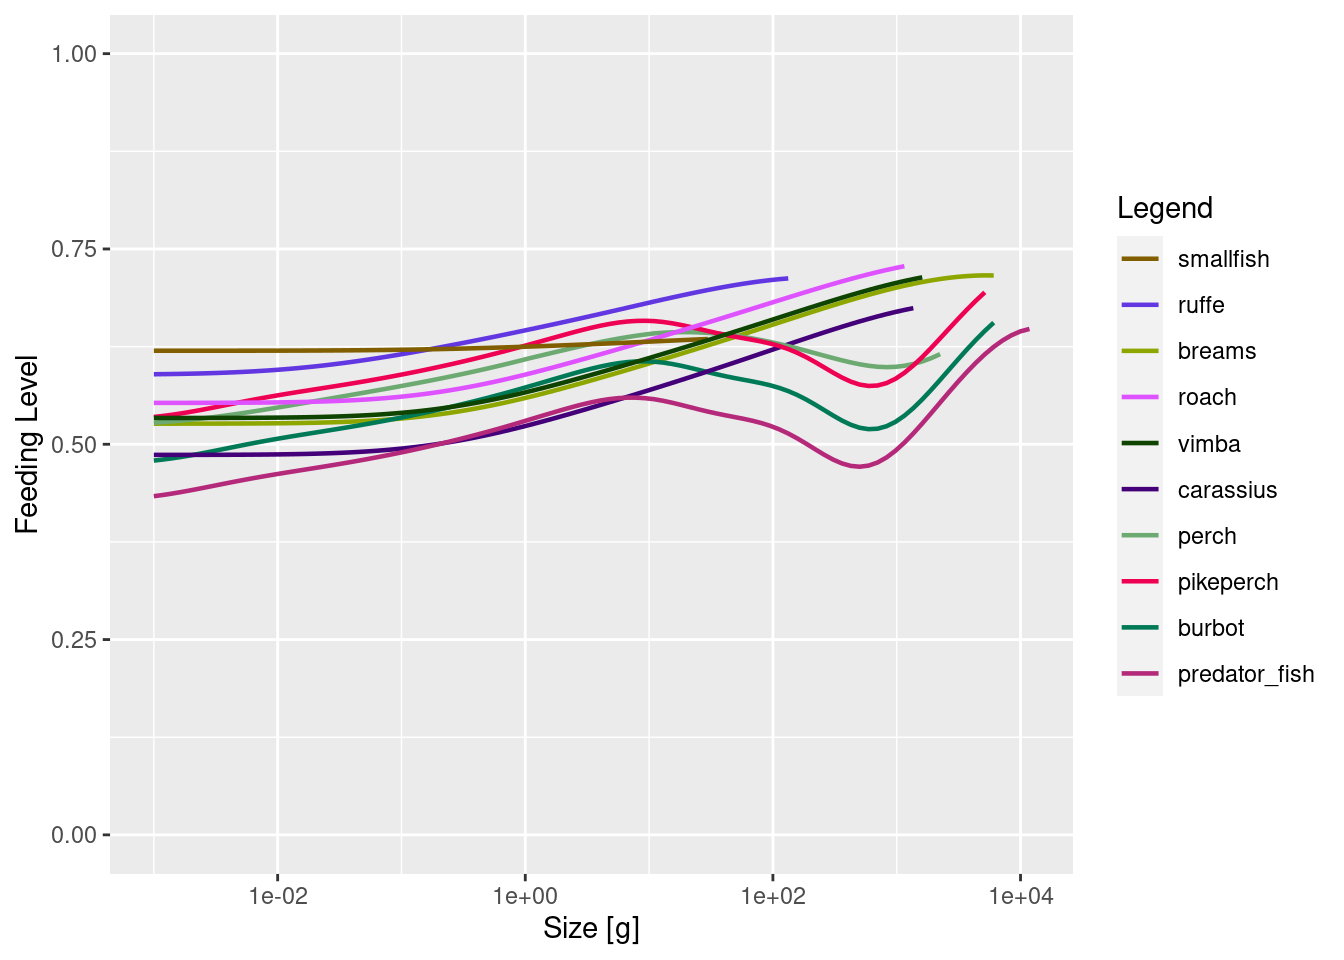 1.00
0.75
0.50
0.25
0.00
Feeding Level
1e-02 1e+00 1e+02 1e+04
Size [g]
Legend
smallfish
ruffe
breams
roach
vimba
carassius
perch
pikeperch
burbot
predator_fish